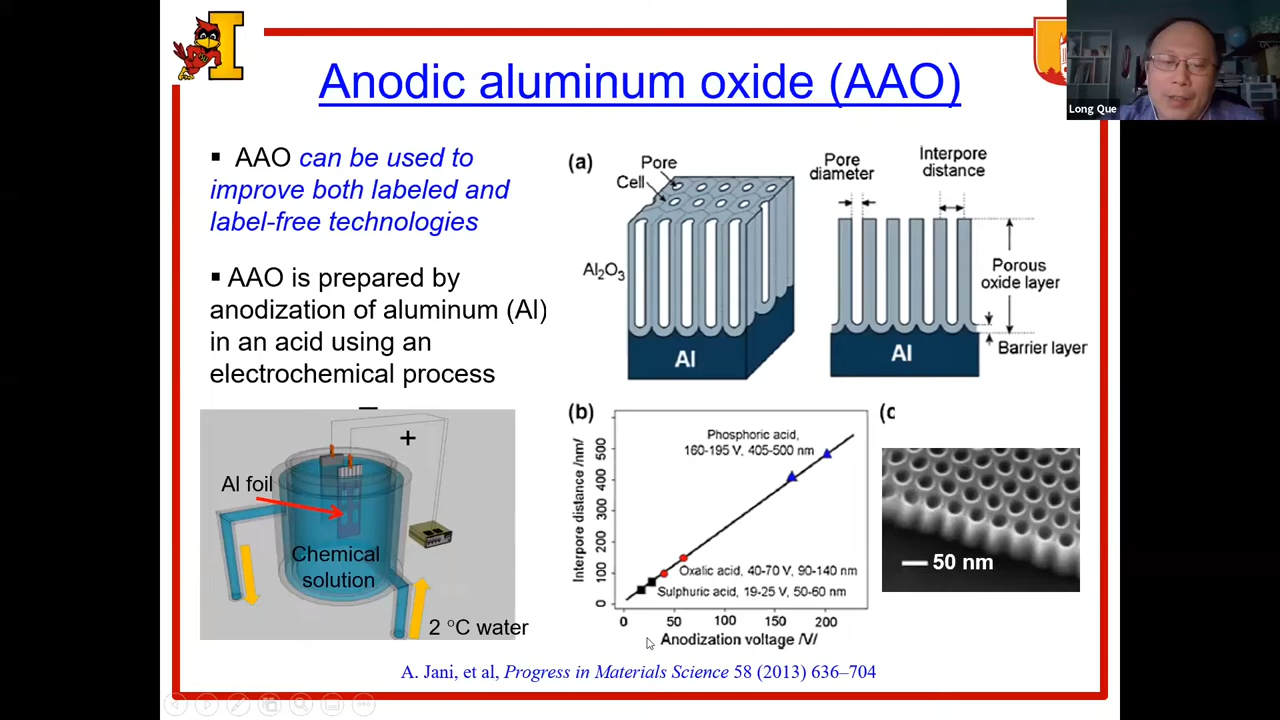 I
Anodic aluminum oxide (AAO)
Long Que
▪ AAO can be used to
improve both labeled and
label-free technologies
▪ AAO is prepared by
anodization of aluminum (Al)
in an acid using an
electrochemical process
–
+
Al foil
Chemical
solution
2 °C water
(a)
Pore
Cell
Al₂O₃
Al
Pore
diameter
Interpore
distance
Porous
oxide layer
Barrier layer
Al
(b)
Interpore distance /nm/
500
400
300
200
100
0
Phosphoric acid,
160-195 V, 405-500 nm
Oxalic acid, 40-70 V, 90-140 nm
Sulphuric acid, 19-25 V, 50-60 nm
0 50 100 150 200
Anodization voltage /V/
(c
50 nm
A. Jani, et al, Progress in Materials Science 58 (2013) 636–704